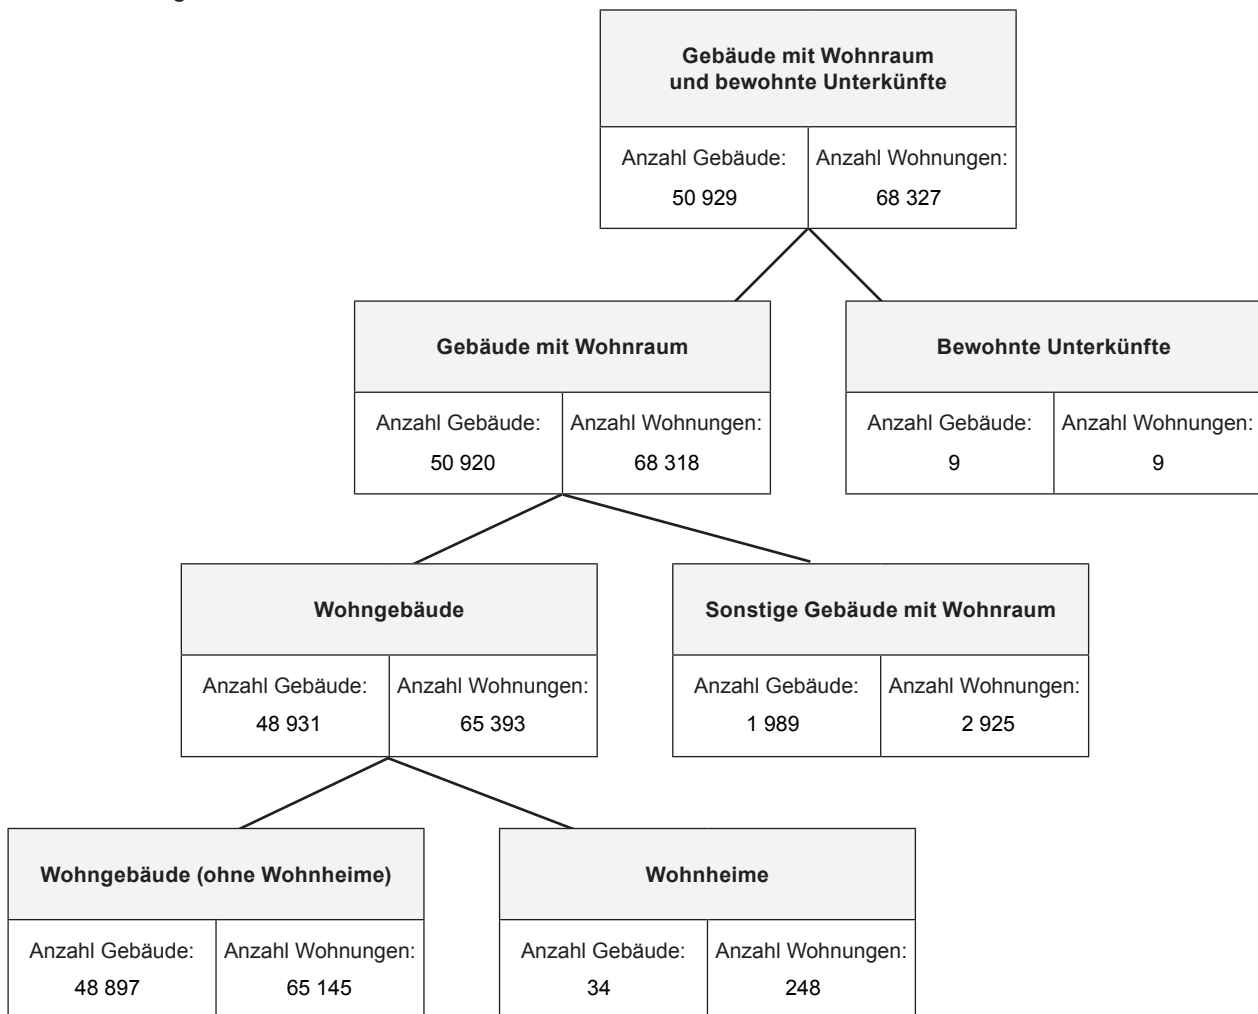 Gebäude mit Wohnraum
und bewohnte Unterkünfte
Anzahl Gebäude: Anzahl Wohnungen:
50 929 68 327
Gebäude mit Wohnraum Bewohnte Unterkünfte
Anzahl Gebäude: Anzahl Wohnungen: Anzahl Gebäude: Anzahl Wohnungen:
50 920 68 318 9 9
Wohngebäude Sonstige Gebäude mit Wohnraum
Anzahl Gebäude: Anzahl Wohnungen: Anzahl Gebäude: Anzahl Wohnungen:
48 931 65 393 1 989 2 925
Wohngebäude (ohne Wohnheime) Wohnheime
Anzahl Gebäude: Anzahl Wohnungen: Anzahl Gebäude: Anzahl Wohnungen:
48 897 65 145 34 248